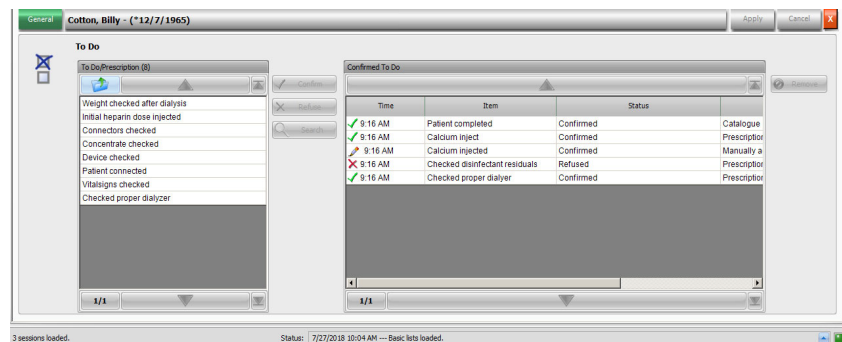 General Cotton, Billy - (*12/7/1965) Apply Cancel X
To Do
To Do/Prescription (8) Confirmed To Do
Confirm Remove
Weight checked after dialysis Refuse Time Item Status
Initial heparin dose injected 9:16 AM Patient completed Confirmed Catalogue
Connectors checked Search 9:16 AM Calcium inject Confirmed Prescription
Concentrate checked 9:16 AM Calcium injected Confirmed Manually a
Device checked 9:16 AM Checked disinfectant residuals Refused Prescription
Patient connected 9:16 AM Checked proper dialyer Confirmed Prescription
Vitalsigns checked
Checked proper dialyzer
1/1 1/1
3 sessions loaded. Status: 7/27/2018 10:04 AM --- Basic lists loaded.